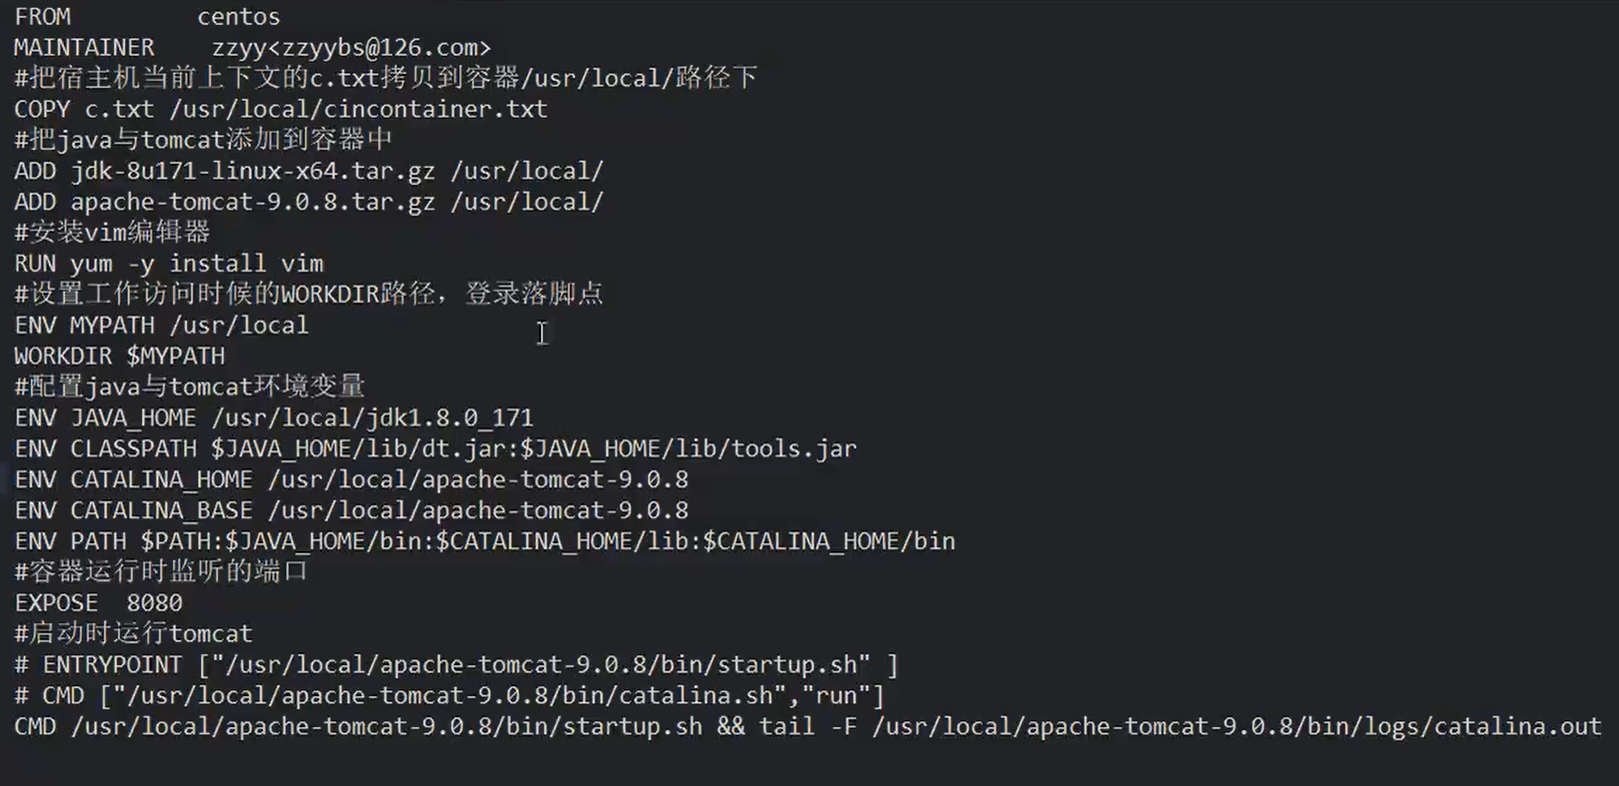 FROM         centos
MAINTAINER    zzyy<zzyybs@126.com>
#把宿主机当前上下文的c.txt拷贝到容器/usr/local/路径下
COPY c.txt /usr/local/cincontainer.txt
#把java与tomcat添加到容器中
ADD jdk-8u171-linux-x64.tar.gz /usr/local/
ADD apache-tomcat-9.0.8.tar.gz /usr/local/
#安装vim编辑器
RUN yum -y install vim
#设置工作访问时候的WORKDIR路径，登录落脚点
ENV MYPATH /usr/local
WORKDIR $MYPATH
#配置java与tomcat环境变量
ENV JAVA_HOME /usr/local/jdk1.8.0_171
ENV CLASSPATH $JAVA_HOME/lib/dt.jar:$JAVA_HOME/lib/tools.jar
ENV CATALINA_HOME /usr/local/apache-tomcat-9.0.8
ENV CATALINA_BASE /usr/local/apache-tomcat-9.0.8
ENV PATH $PATH:$JAVA_HOME/bin:$CATALINA_HOME/lib:$CATALINA_HOME/bin
#容器运行时监听的端口
EXPOSE  8080
#启动时运行tomcat
# ENTRYPOINT ["/usr/local/apache-tomcat-9.0.8/bin/startup.sh" ]
# CMD ["/usr/local/apache-tomcat-9.0.8/bin/catalina.sh","run"]
CMD /usr/local/apache-tomcat-9.0.8/bin/startup.sh && tail -F /usr/local/apache-tomcat-9.0.8/bin/logs/catalina.out